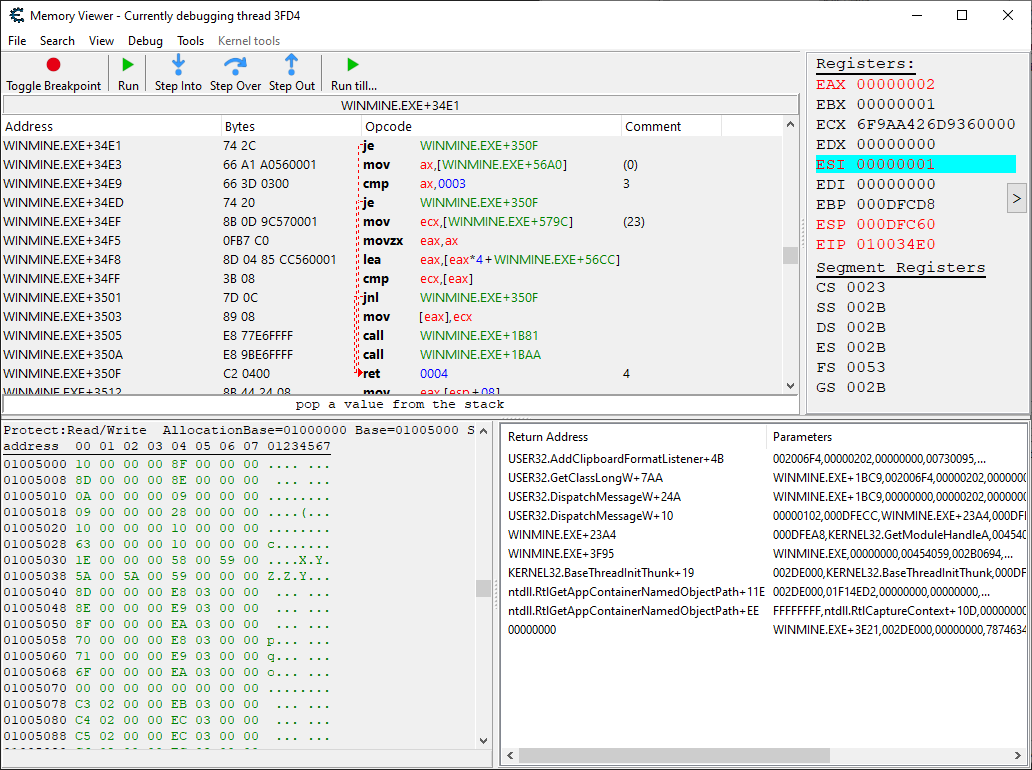 Memory Viewer - Currently debugging thread 3FD4
File Search View Debug Tools Kernel tools
Toggle Breakpoint Run Step Into Step Over Step Out Run till...
WINMINE.EXE+34E1
Address Bytes Opcode Comment
WINMINE.EXE+34E1 74 2C je WINMINE.EXE+350F
WINMINE.EXE+34E3 66 A1 A0560001 mov ax,[WINMINE.EXE+56A0] (0)
WINMINE.EXE+34E9 66 3D 0300 cmp ax,0003 3
WINMINE.EXE+34ED 74 20 je WINMINE.EXE+350F
WINMINE.EXE+34EF 8B 0D 9C570001 mov ecx,[WINMINE.EXE+579C] (23)
WINMINE.EXE+34F5 0FB7 C0 movzx eax,ax
WINMINE.EXE+34F8 8D 04 85 CC560001 lea eax,[eax*4+WINMINE.EXE+56CC]
WINMINE.EXE+34FF 3B 08 cmp ecx,[eax]
WINMINE.EXE+3501 7D 0C jnl WINMINE.EXE+350F
WINMINE.EXE+3503 89 08 mov [eax],ecx
WINMINE.EXE+3505 E8 77E6FFFF call WINMINE.EXE+1B81
WINMINE.EXE+350A E8 9BE6FFFF call WINMINE.EXE+1BAA
WINMINE.EXE+350F C2 0400 ret 0004 4
WINMINE.EXE+3512 8B 44 24 08 mov eax,[esp+08]
pop a value from the stack
Registers:
EAX 00000002
EBX 00000001
ECX 6F9AA426D9360000
EDX 00000000
ESI 00000001
EDI 00000000
EBP 000DFCD8
ESP 000DFC60
EIP 010034E0
Segment Registers
CS 0023
SS 002B
DS 002B
ES 002B
FS 0053
GS 002B
>
Protect:Read/Write AllocationBase=01000000 Base=01005000 S
address 00 01 02 03 04 05 06 07 01234567
01005000 10 00 00 00 8F 00 00 00 .... ...
01005008 8D 00 00 00 8E 00 00 00 ... ...
01005010 0A 00 00 00 09 00 00 00 ........
01005018 09 00 00 00 28 00 00 00 ....(...
01005020 10 00 00 00 10 00 00 00 ........
01005028 63 00 00 00 10 00 00 00 c.......
01005030 1E 00 00 00 58 00 59 00 ....X.Y.
01005038 5A 00 5A 00 59 00 00 00 Z.Z.Y...
01005040 8D 00 00 00 E8 03 00 00 ... ...
01005048 8E 00 00 00 E9 03 00 00 ... ...
01005050 8F 00 00 00 EA 03 00 00 ... ...
01005058 70 00 00 00 E8 03 00 00 p... ...
01005060 71 00 00 00 E9 03 00 00 q... ...
01005068 6F 00 00 00 EA 03 00 00 o... ...
01005070 00 00 00 00 00 00 00 00 ........
01005078 C3 02 00 00 EB 03 00 00 ... ...
01005080 C4 02 00 00 EC 03 00 00 ... ...
01005088 C5 02 00 00 EC 03 00 00 ... ...
Return Address Parameters
USER32.AddClipboardFormatListener+4B 002006F4,00000202,00000000,00730095,...
USER32.GetClassLongW+7AA WINMINE.EXE+1BC9,002006F4,00000202,0000000
USER32.DispatchMessageW+24A WINMINE.EXE+1BC9,00000000,00000202,0000000
USER32.DispatchMessageW+10 00000102,000DFECC,WINMINE.EXE+23A4,000DFI
WINMINE.EXE+23A4 000DFEA8,KERNEL32.GetModuleHandleA,004540
WINMINE.EXE+3F95 WINMINE.EXE,00000000,00454059,002B0694,...
KERNEL32.BaseThreadInitThunk+19 002DE000,KERNEL32.BaseThreadInitThunk,000DF
ntdll.RtlGetAppContainerNamedObjectPath+11E 002DE000,01F14ED2,00000000,00000000,...
ntdll.RtlGetAppContainerNamedObjectPath+EE FFFFFFFF,ntdll.RtlCaptureContext+10D,00000000
00000000 WINMINE.EXE+3E21,002DE000,00000000,7874634